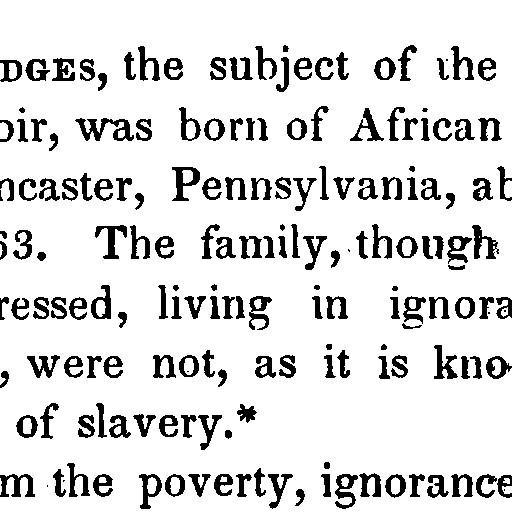 DGES, the subject of the
oir, was born of African
ncaster, Pennsylvania, ab
63. The family, though
ressed, living in ignora
, were not, as it is kno
of slavery.*
m the poverty, ignorance